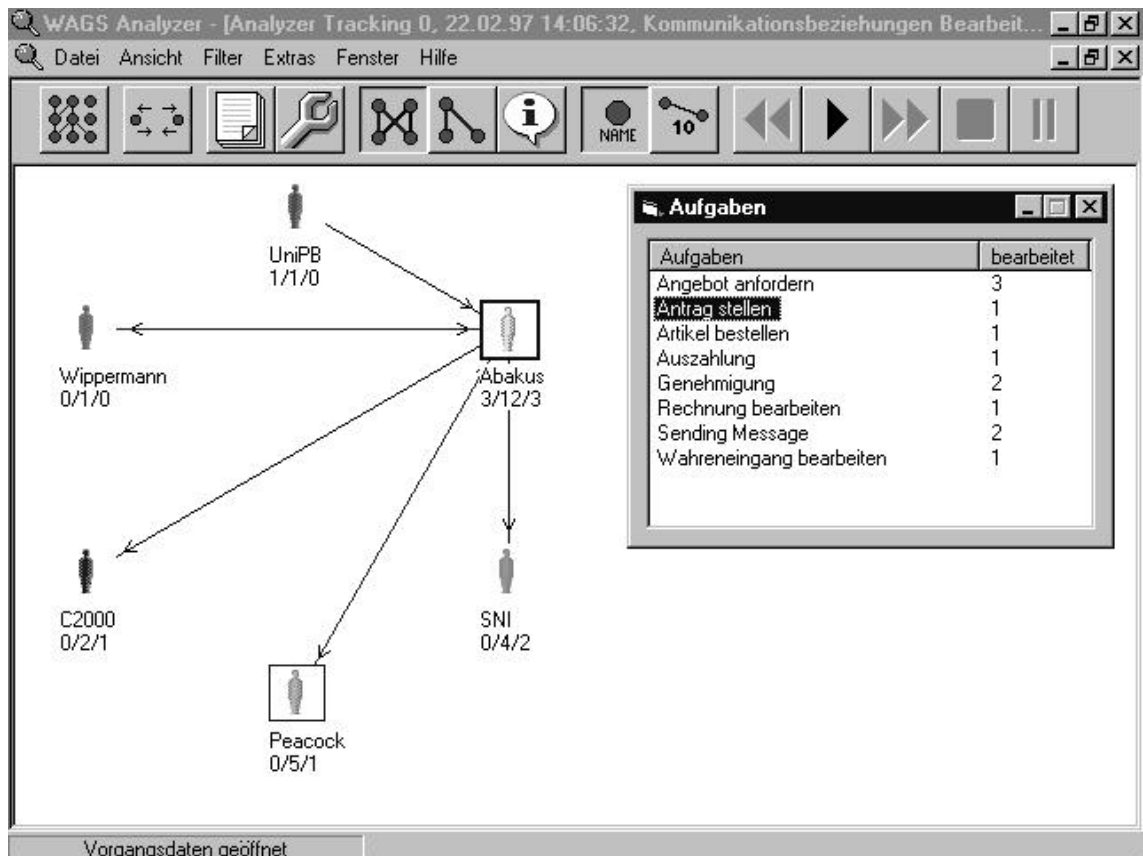 WAGS Analyzer - [Analyzer Tracking 0, 22.02.97 14:06:32, Kommunikationsbeziehungen Bearbeit...
Datei Ansicht Filter Extras Fenster Hilfe
NAME
10
UniPB
1/1/0
Wippermann
0/1/0
Abakus
3/12/3
C2000
0/2/1
SNI
0/4/2
Peacock
0/5/1
Aufgaben
Aufgaben bearbeitet
Angebot anfordern 3
Antrag stellen 1
Artikel bestellen 1
Auszahlung 1
Genehmigung 2
Rechnung bearbeiten 1
Sending Message 2
Wahreneingang bearbeiten 1
Vorgangsdaten geöffnet